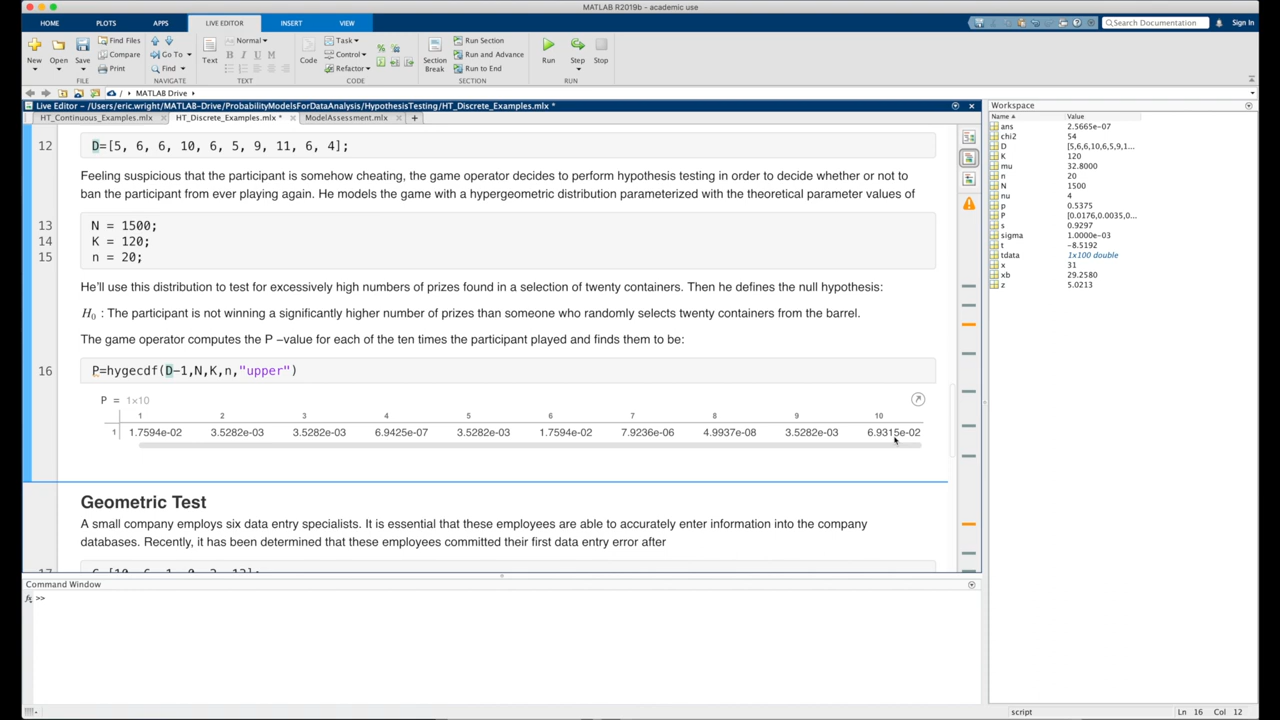 MATLAB R2019b - academic use
HOME PLOTS APPS LIVE EDITOR INSERT VIEW
Search Documentation Sign In
New Open Save Find Files Compare Print
Go To Find
Normal
Text B I U M
Code Task Control Refactor
Section Break Run Section Run and Advance Run to End
Run Step Stop
FILE NAVIGATE TEXT CODE SECTION RUN
/ MATLAB Drive
Live Editor - /Users/eric.wright/MATLAB-Drive/ProbabilityModelsForDataAnalysis/HypothesisTesting/HT_Discrete_Examples.mlx *
HT_Continuous_Examples.mlx HT_Discrete_Examples.mlx * ModelAssessment.mlx
12 D=[5, 6, 6, 10, 6, 5, 9,11, 6, 4];
Feeling suspicious that the participant is somehow cheating, the game operator decides to perform hypothesis testing in order to decide whether or not to
ban the participant from ever playing again. He models the game with a hypergeometric distribution parameterized with the theoretical parameter values of
13 N = 1500;
14 K = 120;
15 n = 20;
He'll use this distribution to test for excessively high numbers of prizes found in a selection of twenty containers. Then he defines the null hypothesis:
H0 : The participant is not winning a significantly higher number of prizes than someone who randomly selects twenty containers from the barrel.
The game operator computes the P –value for each of the ten times the participant played and finds them to be:
16 P=hygecdf(D-1,N,K,n,"upper")
P = 1×10
1 2 3 4 5 6 7 8 9 10
1 1.7594e-02 3.5282e-03 3.5282e-03 6.9425e-07 3.5282e-03 1.7594e-02 7.9236e-06 4.9937e-08 3.5282e-03 6.9315e-02
Geometric Test
A small company employs six data entry specialists. It is essential that these employees are able to accurately enter information into the company
databases. Recently, it has been determined that these employees committed their first data entry error after
Command Window
fx >>
Workspace
Name Value
ans 2.5665e-07
chi2 54
D [5,6,6,10,6,5,9,1...
K 120
mu 32.8000
n 20
N 1500
nu 4
p 0.5375
P [0.0176,0.0035,0...
s 0.9297
sigma 1.0000e-03
t -8.5192
tdata 1x100 double
x 31
xb 29.2580
z 5.0213
script Ln 16 Col 12